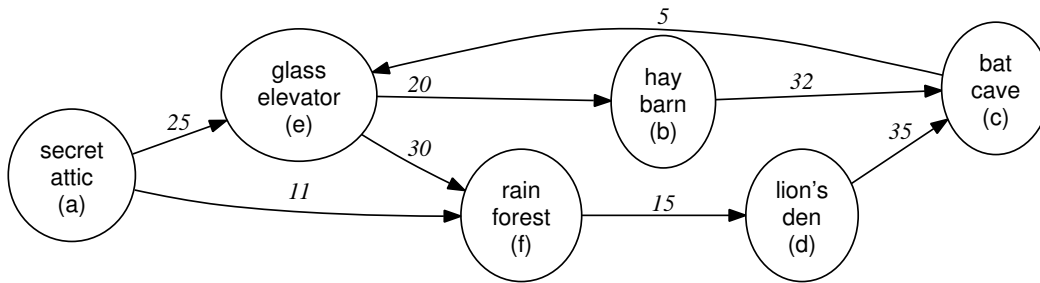 secret
attic
(a)
25
11
glass
elevator
(e)
20
30
5
hay
barn
(b)
32
rain
forest
(f)
15
lion's
den
(d)
35
bat
cave
(c)